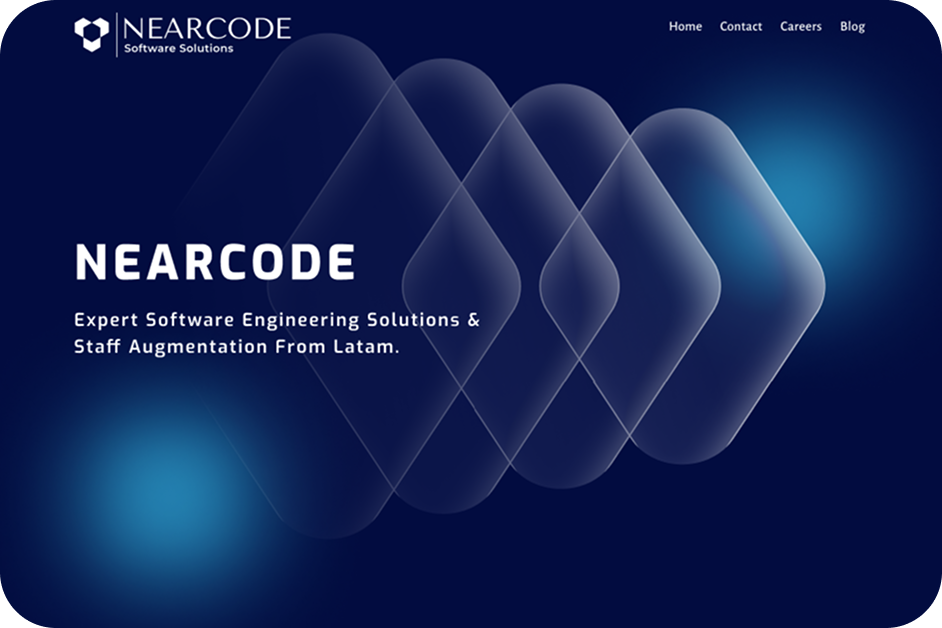 NEARCODE
Software Solutions
Home Contact Careers Blog
NEARCODE
Expert Software Engineering Solutions &
Staff Augmentation From Latam.